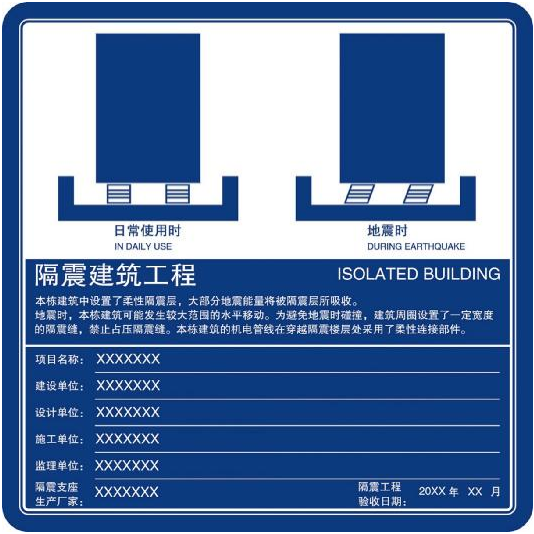 日常使用时
IN DAILY USE
地震时
DURING EARTHQUAKE
隔震建筑工程 ISOLATED BUILDING
本栋建筑中设置了柔性隔震层，大部分地震能量将被隔震层所吸收。
地震时，本栋建筑可能发生较大范围的水平移动。为避免地震时碰撞，建筑周圈设置了一定宽度
的隔震缝，禁止占压隔震缝。本栋建筑的机电管线在穿越隔震楼层处采用了柔性连接部件。
项目名称：XXXXXXX
建设单位：XXXXXXX
设计单位：XXXXXXX
施工单位：XXXXXXX
监理单位：XXXXXXX
隔震支座
生产厂家：XXXXXXX
隔震工程
验收日期：20XX 年 XX 月